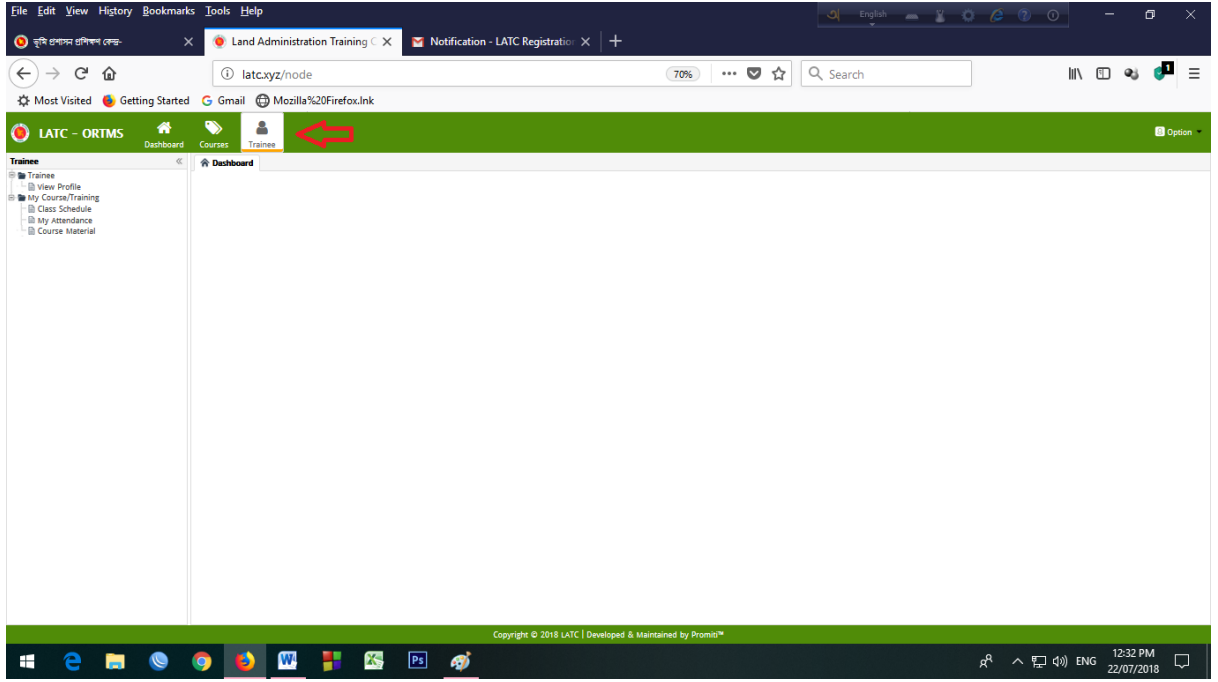 File Edit View History Bookmarks Tools Help
English
ভূমি প্রশাসন প্রশিক্ষণ কেন্দ্র-
Land Administration Training C
Notification - LATC Registration
latc.xyz/node
70%
Search
1
Most Visited Getting Started Gmail Mozilla%20Firefox.lnk
LATC - ORTMS
Dashboard Courses Trainee
Option
Trainee
Dashboard
Trainee
View Profile
My Course/Training
Class Schedule
My Attendance
Course Material
Copyright © 2018 LATC | Developed & Maintained by Promiti™
Ps
ENG
12:32 PM
22/07/2018